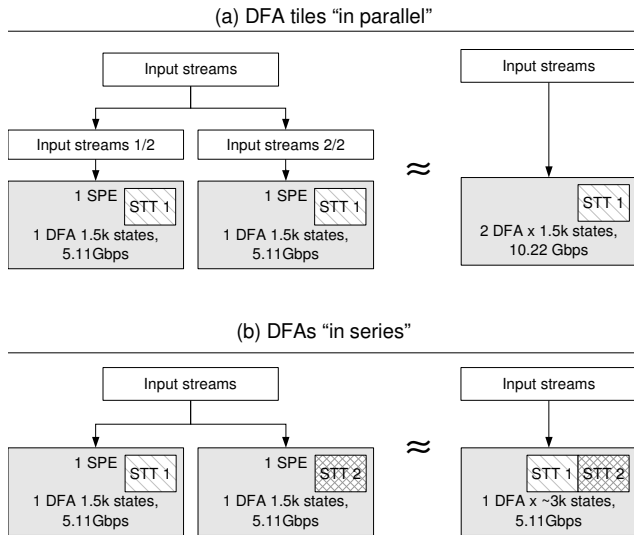 (a) DFA tiles “in parallel”
Input streams
Input streams
Input streams 1/2
Input streams 2/2
≈
1 SPE
STT 1
1 DFA 1.5k states,
5.11Gbps
1 SPE
STT 1
1 DFA 1.5k states,
5.11Gbps
STT 1
2 DFA x 1.5k states,
10.22 Gbps
(b) DFAs “in series”
Input streams
Input streams
≈
1 SPE
STT 1
1 DFA 1.5k states,
5.11Gbps
1 SPE
STT 2
1 DFA 1.5k states,
5.11Gbps
STT 1
STT 2
1 DFA x ~3k states,
5.11Gbps